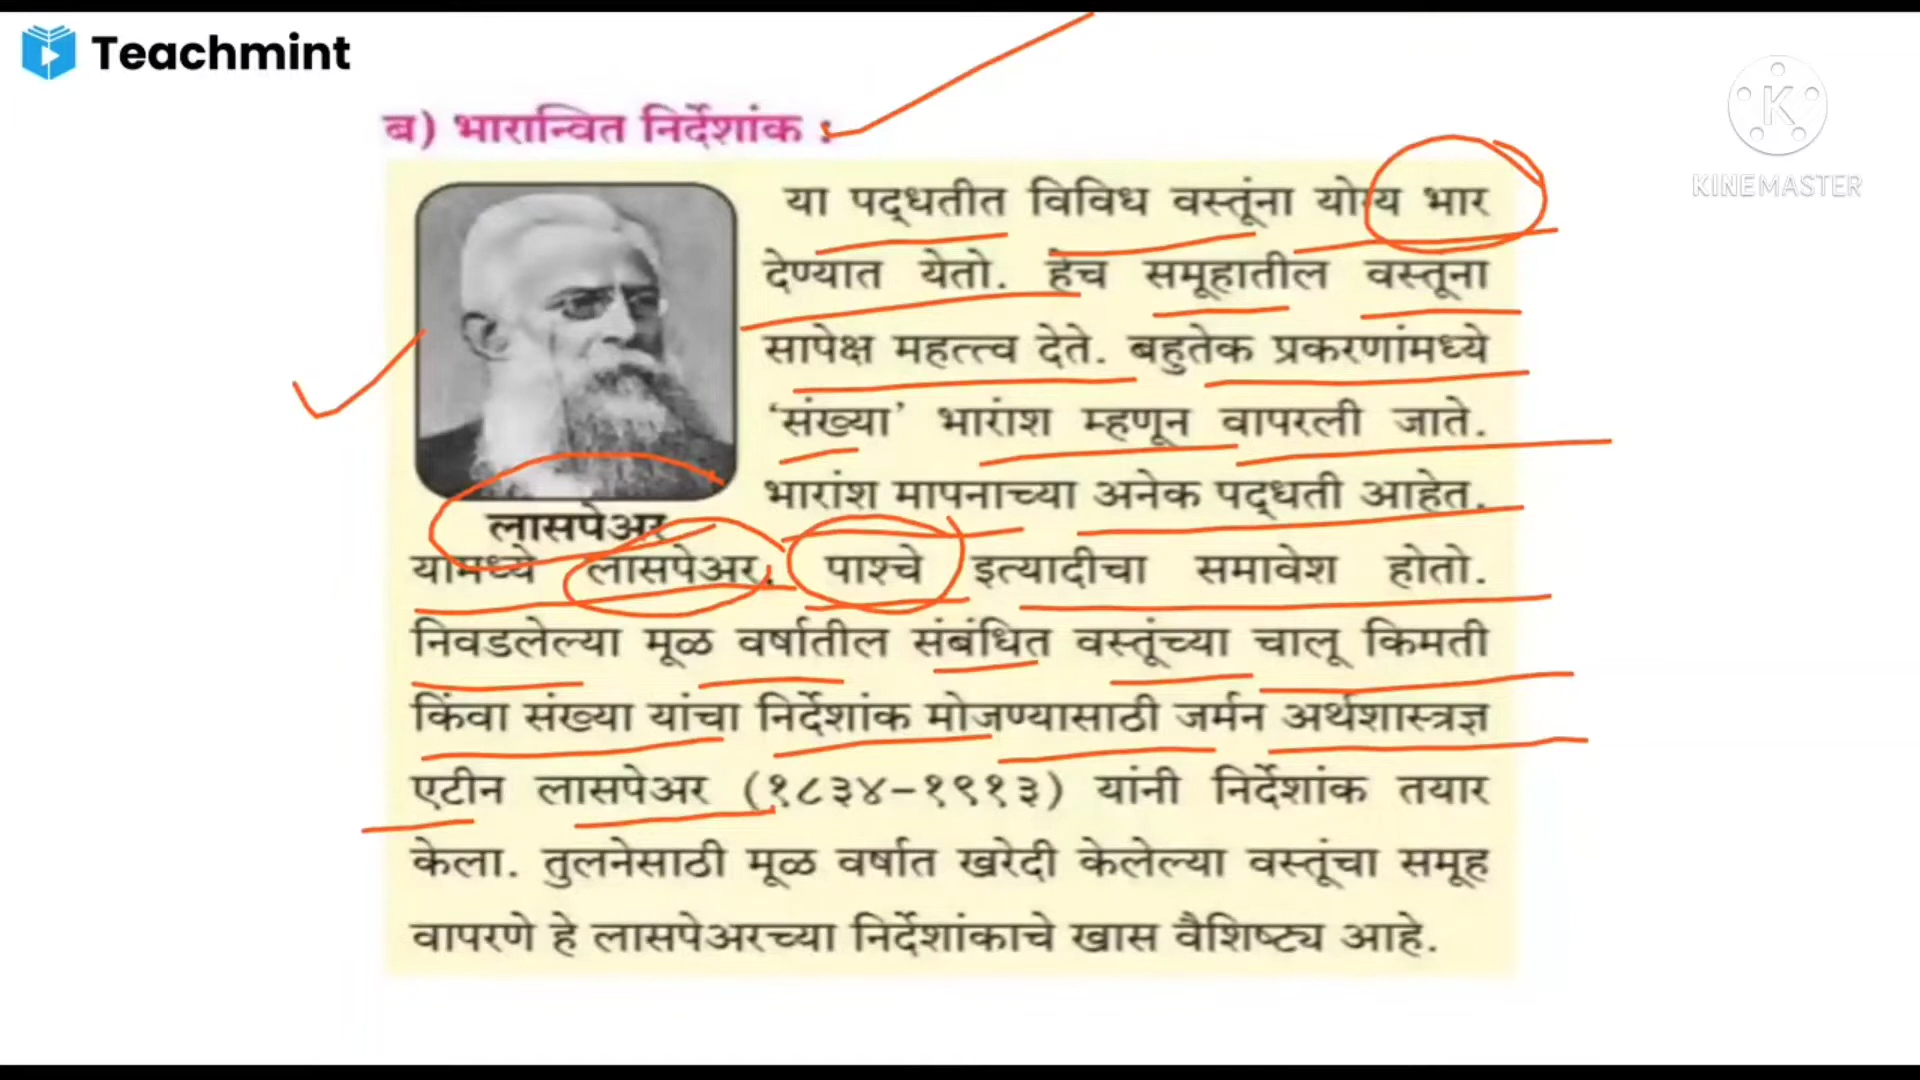 Teachmint
ब) भारान्वित निर्देशांक :
KINEMASTER
या पद्धतीत विविध वस्तूंना योग्य भार
देण्यात येतो. हेच समूहातील वस्तूना
सापेक्ष महत्त्व देते. बहुतेक प्रकरणांमध्ये
‘संख्या’ भारांश म्हणून वापरली जाते.
भारांश मापनाच्या अनेक पद्धती आहेत.
लासपेअर
यामध्ये लासपेअर, पाश्चे इत्यादीचा समावेश होतो.
निवडलेल्या मूळ वर्षातील संबंधित वस्तूंच्या चालू किमती
किंवा संख्या यांचा निर्देशांक मोजण्यासाठी जर्मन अर्थशास्त्रज्ञ
एटीन लासपेअर (१८३४–१९१३) यांनी निर्देशांक तयार
केला. तुलनेसाठी मूळ वर्षात खरेदी केलेल्या वस्तूंचा समूह
वापरणे हे लासपेअरच्या निर्देशांकाचे खास वैशिष्ट्य आहे.